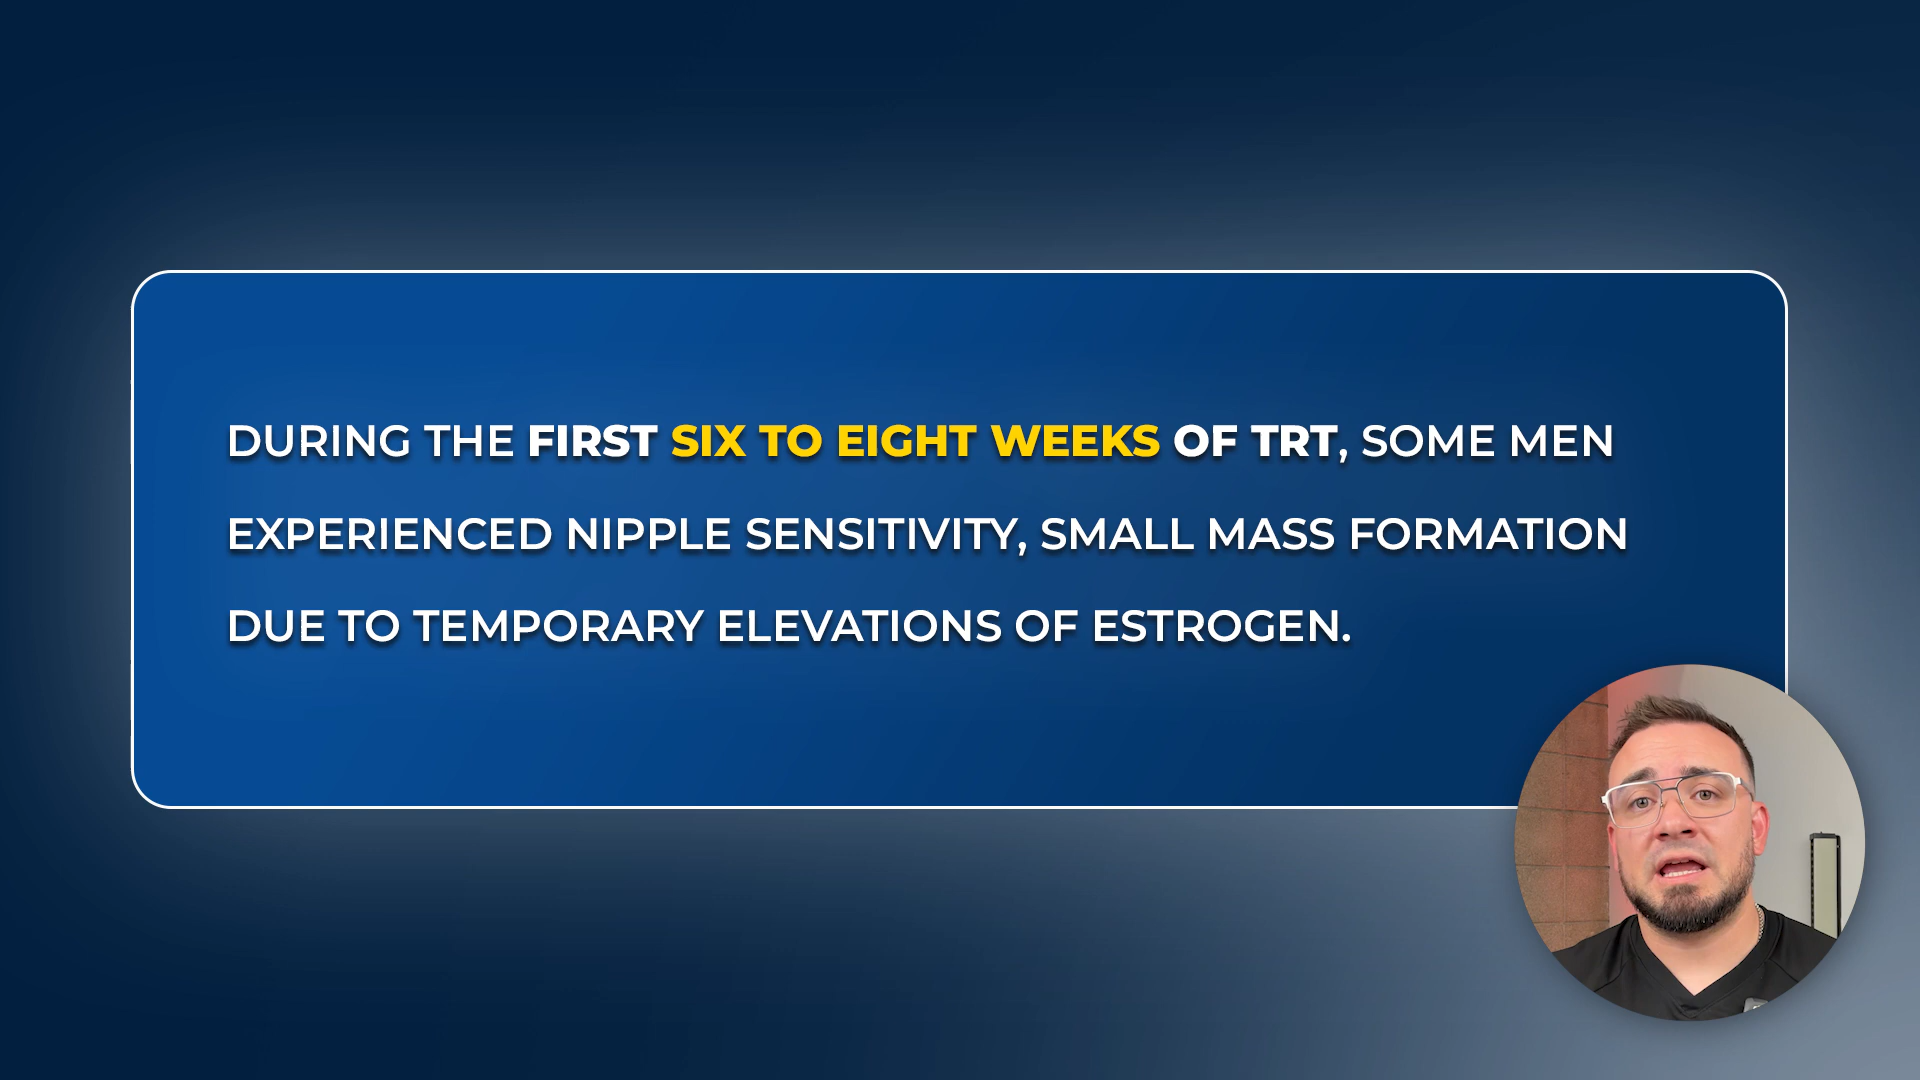 DURING THE FIRST SIX TO EIGHT WEEKS OF TRT, SOME MEN
EXPERIENCED NIPPLE SENSITIVITY, SMALL MASS FORMATION
DUE TO TEMPORARY ELEVATIONS OF ESTROGEN.